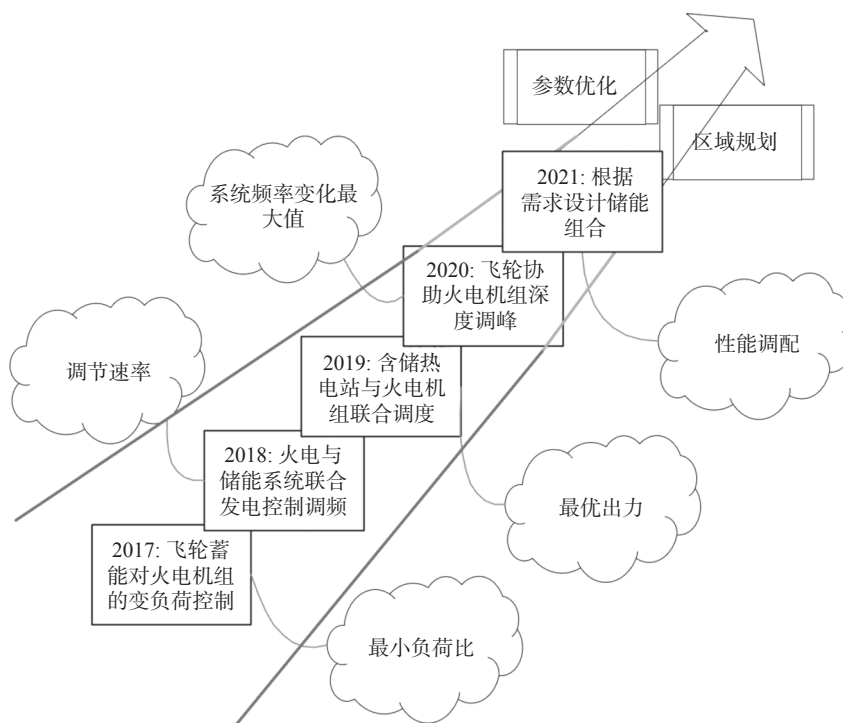 参数优化
区域规划
系统频率变化最
大值
2021: 根据
需求设计储能
组合
2020: 飞轮协
助火电机组深
度调峰
性能调配
调节速率
2019: 含储热
电站与火电机
组联合调度
2018: 火电与
储能系统联合
发电控制调频
最优出力
2017: 飞轮蓄
能对火电机组
的变负荷控制
最小负荷比